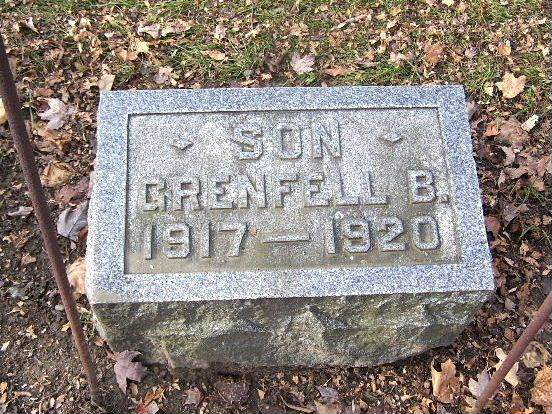 SON
GRENFELL B.
1917 — 1920